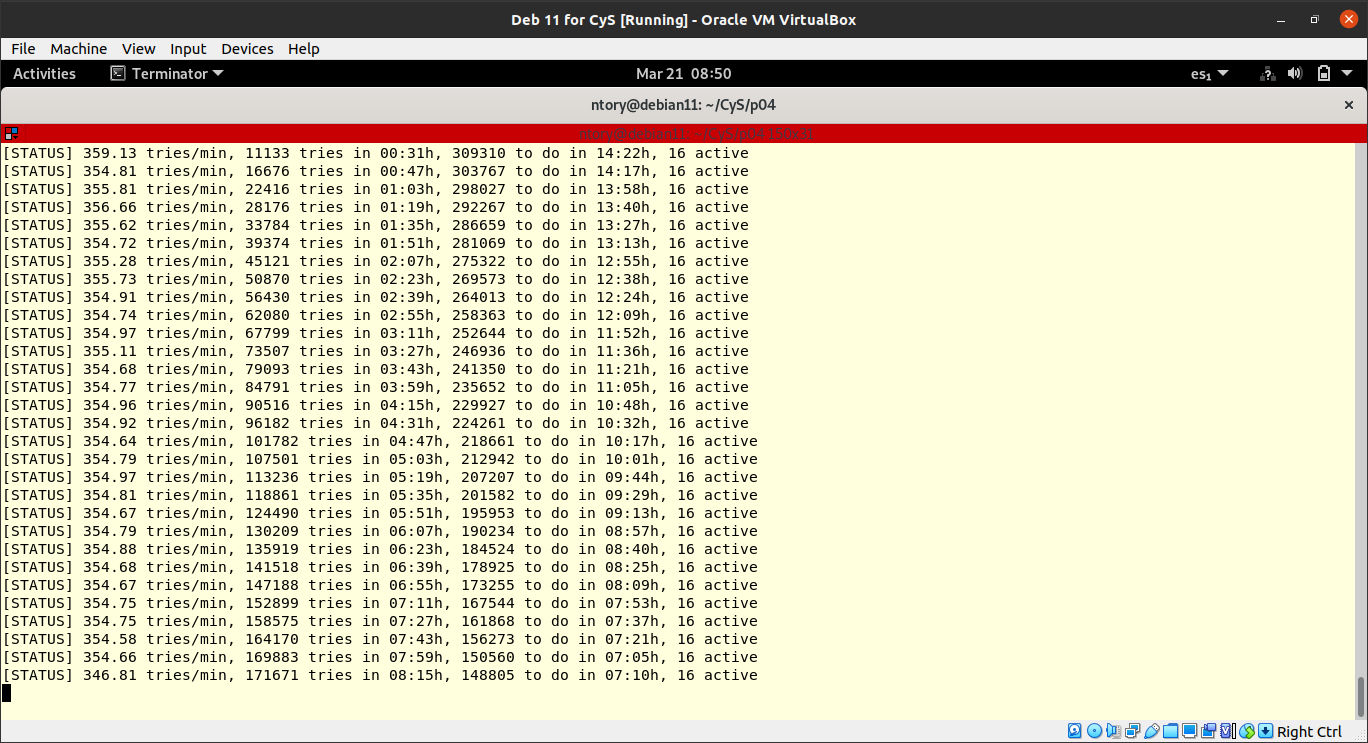 Deb 11 for CyS [Running] - Oracle VM VirtualBox
File Machine View Input Devices Help
Activities Terminator Mar 21 08:50 es₁
ntory@debian11: ~/CyS/p04
ntory@debian11: ~/CyS/p04 150x31
[STATUS] 359.13 tries/min, 11133 tries in 00:31h, 309310 to do in 14:22h, 16 active
[STATUS] 354.81 tries/min, 16676 tries in 00:47h, 303767 to do in 14:17h, 16 active
[STATUS] 355.81 tries/min, 22416 tries in 01:03h, 298027 to do in 13:58h, 16 active
[STATUS] 356.66 tries/min, 28176 tries in 01:19h, 292267 to do in 13:40h, 16 active
[STATUS] 355.62 tries/min, 33784 tries in 01:35h, 286659 to do in 13:27h, 16 active
[STATUS] 354.72 tries/min, 39374 tries in 01:51h, 281069 to do in 13:13h, 16 active
[STATUS] 355.28 tries/min, 45121 tries in 02:07h, 275322 to do in 12:55h, 16 active
[STATUS] 355.73 tries/min, 50870 tries in 02:23h, 269573 to do in 12:38h, 16 active
[STATUS] 354.91 tries/min, 56430 tries in 02:39h, 264013 to do in 12:24h, 16 active
[STATUS] 354.74 tries/min, 62080 tries in 02:55h, 258363 to do in 12:09h, 16 active
[STATUS] 354.97 tries/min, 67799 tries in 03:11h, 252644 to do in 11:52h, 16 active
[STATUS] 355.11 tries/min, 73507 tries in 03:27h, 246936 to do in 11:36h, 16 active
[STATUS] 354.68 tries/min, 79093 tries in 03:43h, 241350 to do in 11:21h, 16 active
[STATUS] 354.77 tries/min, 84791 tries in 03:59h, 235652 to do in 11:05h, 16 active
[STATUS] 354.96 tries/min, 90516 tries in 04:15h, 229927 to do in 10:48h, 16 active
[STATUS] 354.92 tries/min, 96182 tries in 04:31h, 224261 to do in 10:32h, 16 active
[STATUS] 354.64 tries/min, 101782 tries in 04:47h, 218661 to do in 10:17h, 16 active
[STATUS] 354.79 tries/min, 107501 tries in 05:03h, 212942 to do in 10:01h, 16 active
[STATUS] 354.97 tries/min, 113236 tries in 05:19h, 207207 to do in 09:44h, 16 active
[STATUS] 354.81 tries/min, 118861 tries in 05:35h, 201582 to do in 09:29h, 16 active
[STATUS] 354.67 tries/min, 124490 tries in 05:51h, 195953 to do in 09:13h, 16 active
[STATUS] 354.79 tries/min, 130209 tries in 06:07h, 190234 to do in 08:57h, 16 active
[STATUS] 354.88 tries/min, 135919 tries in 06:23h, 184524 to do in 08:40h, 16 active
[STATUS] 354.68 tries/min, 141518 tries in 06:39h, 178925 to do in 08:25h, 16 active
[STATUS] 354.67 tries/min, 147188 tries in 06:55h, 173255 to do in 08:09h, 16 active
[STATUS] 354.75 tries/min, 152899 tries in 07:11h, 167544 to do in 07:53h, 16 active
[STATUS] 354.75 tries/min, 158575 tries in 07:27h, 161868 to do in 07:37h, 16 active
[STATUS] 354.58 tries/min, 164170 tries in 07:43h, 156273 to do in 07:21h, 16 active
[STATUS] 354.66 tries/min, 169883 tries in 07:59h, 150560 to do in 07:05h, 16 active
[STATUS] 346.81 tries/min, 171671 tries in 08:15h, 148805 to do in 07:10h, 16 active
Right Ctrl